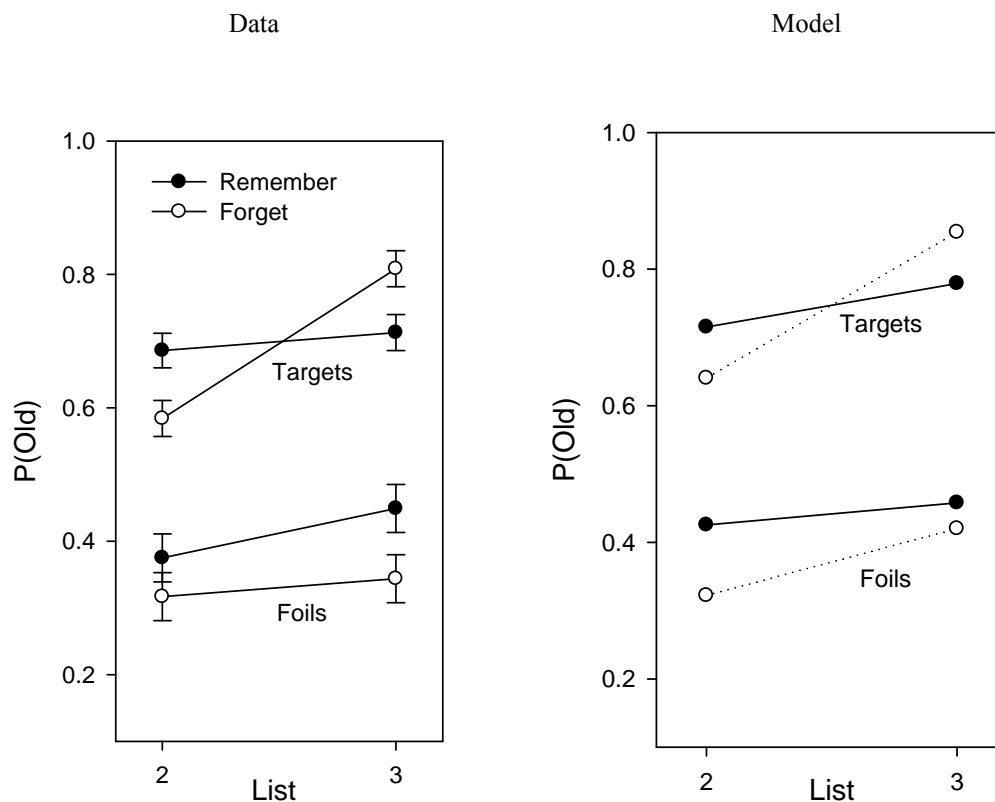 Data
Model
1.0
0.8
0.6
0.4
0.2
P(Old)
Remember
Forget
Targets
Foils
2
3
List
1.0
0.8
0.6
0.4
0.2
P(Old)
Targets
Foils
2
3
List